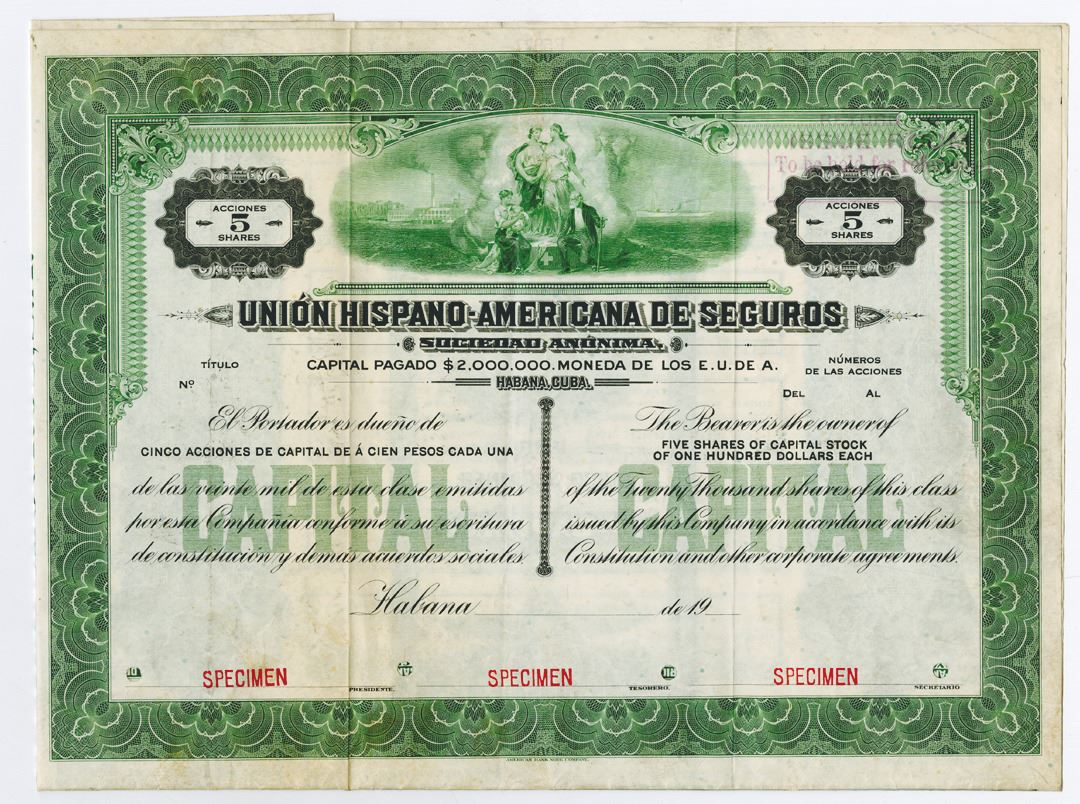 To be held for
ACCIONES
5
SHARES
ACCIONES
5
SHARES
UNIÓN HISPANO-AMERICANA DE SEGUROS
SOCIEDAD ANÓNIMA.
TÍTULO
Nº
CAPITAL PAGADO $2,000.000. MONEDA DE LOS E.U. DE A.
HABANA, CUBA.
NÚMEROS
DE LAS ACCIONES
DEL AL
El Portador es dueño de
CINCO ACCIONES DE CAPITAL DE Á CIEN PESOS CADA UNA
de las veinte mil de esta clase emitidas
por esta Compañía conforme á su escritura
de constitución y demás acuerdos sociales.
CAPITAL
The Bearer is the owner of
FIVE SHARES OF CAPITAL STOCK
OF ONE HUNDRED DOLLARS EACH
of the Twenty Thousand shares of this class
issued by this Company in accordance with its
Constitution and other corporate agreements.
CAPITAL
Habana de 19
SPECIMEN
PRESIDENTE.
SPECIMEN
TESORERO.
SPECIMEN
SECRETARIO
AMERICAN BANK NOTE COMPANY.